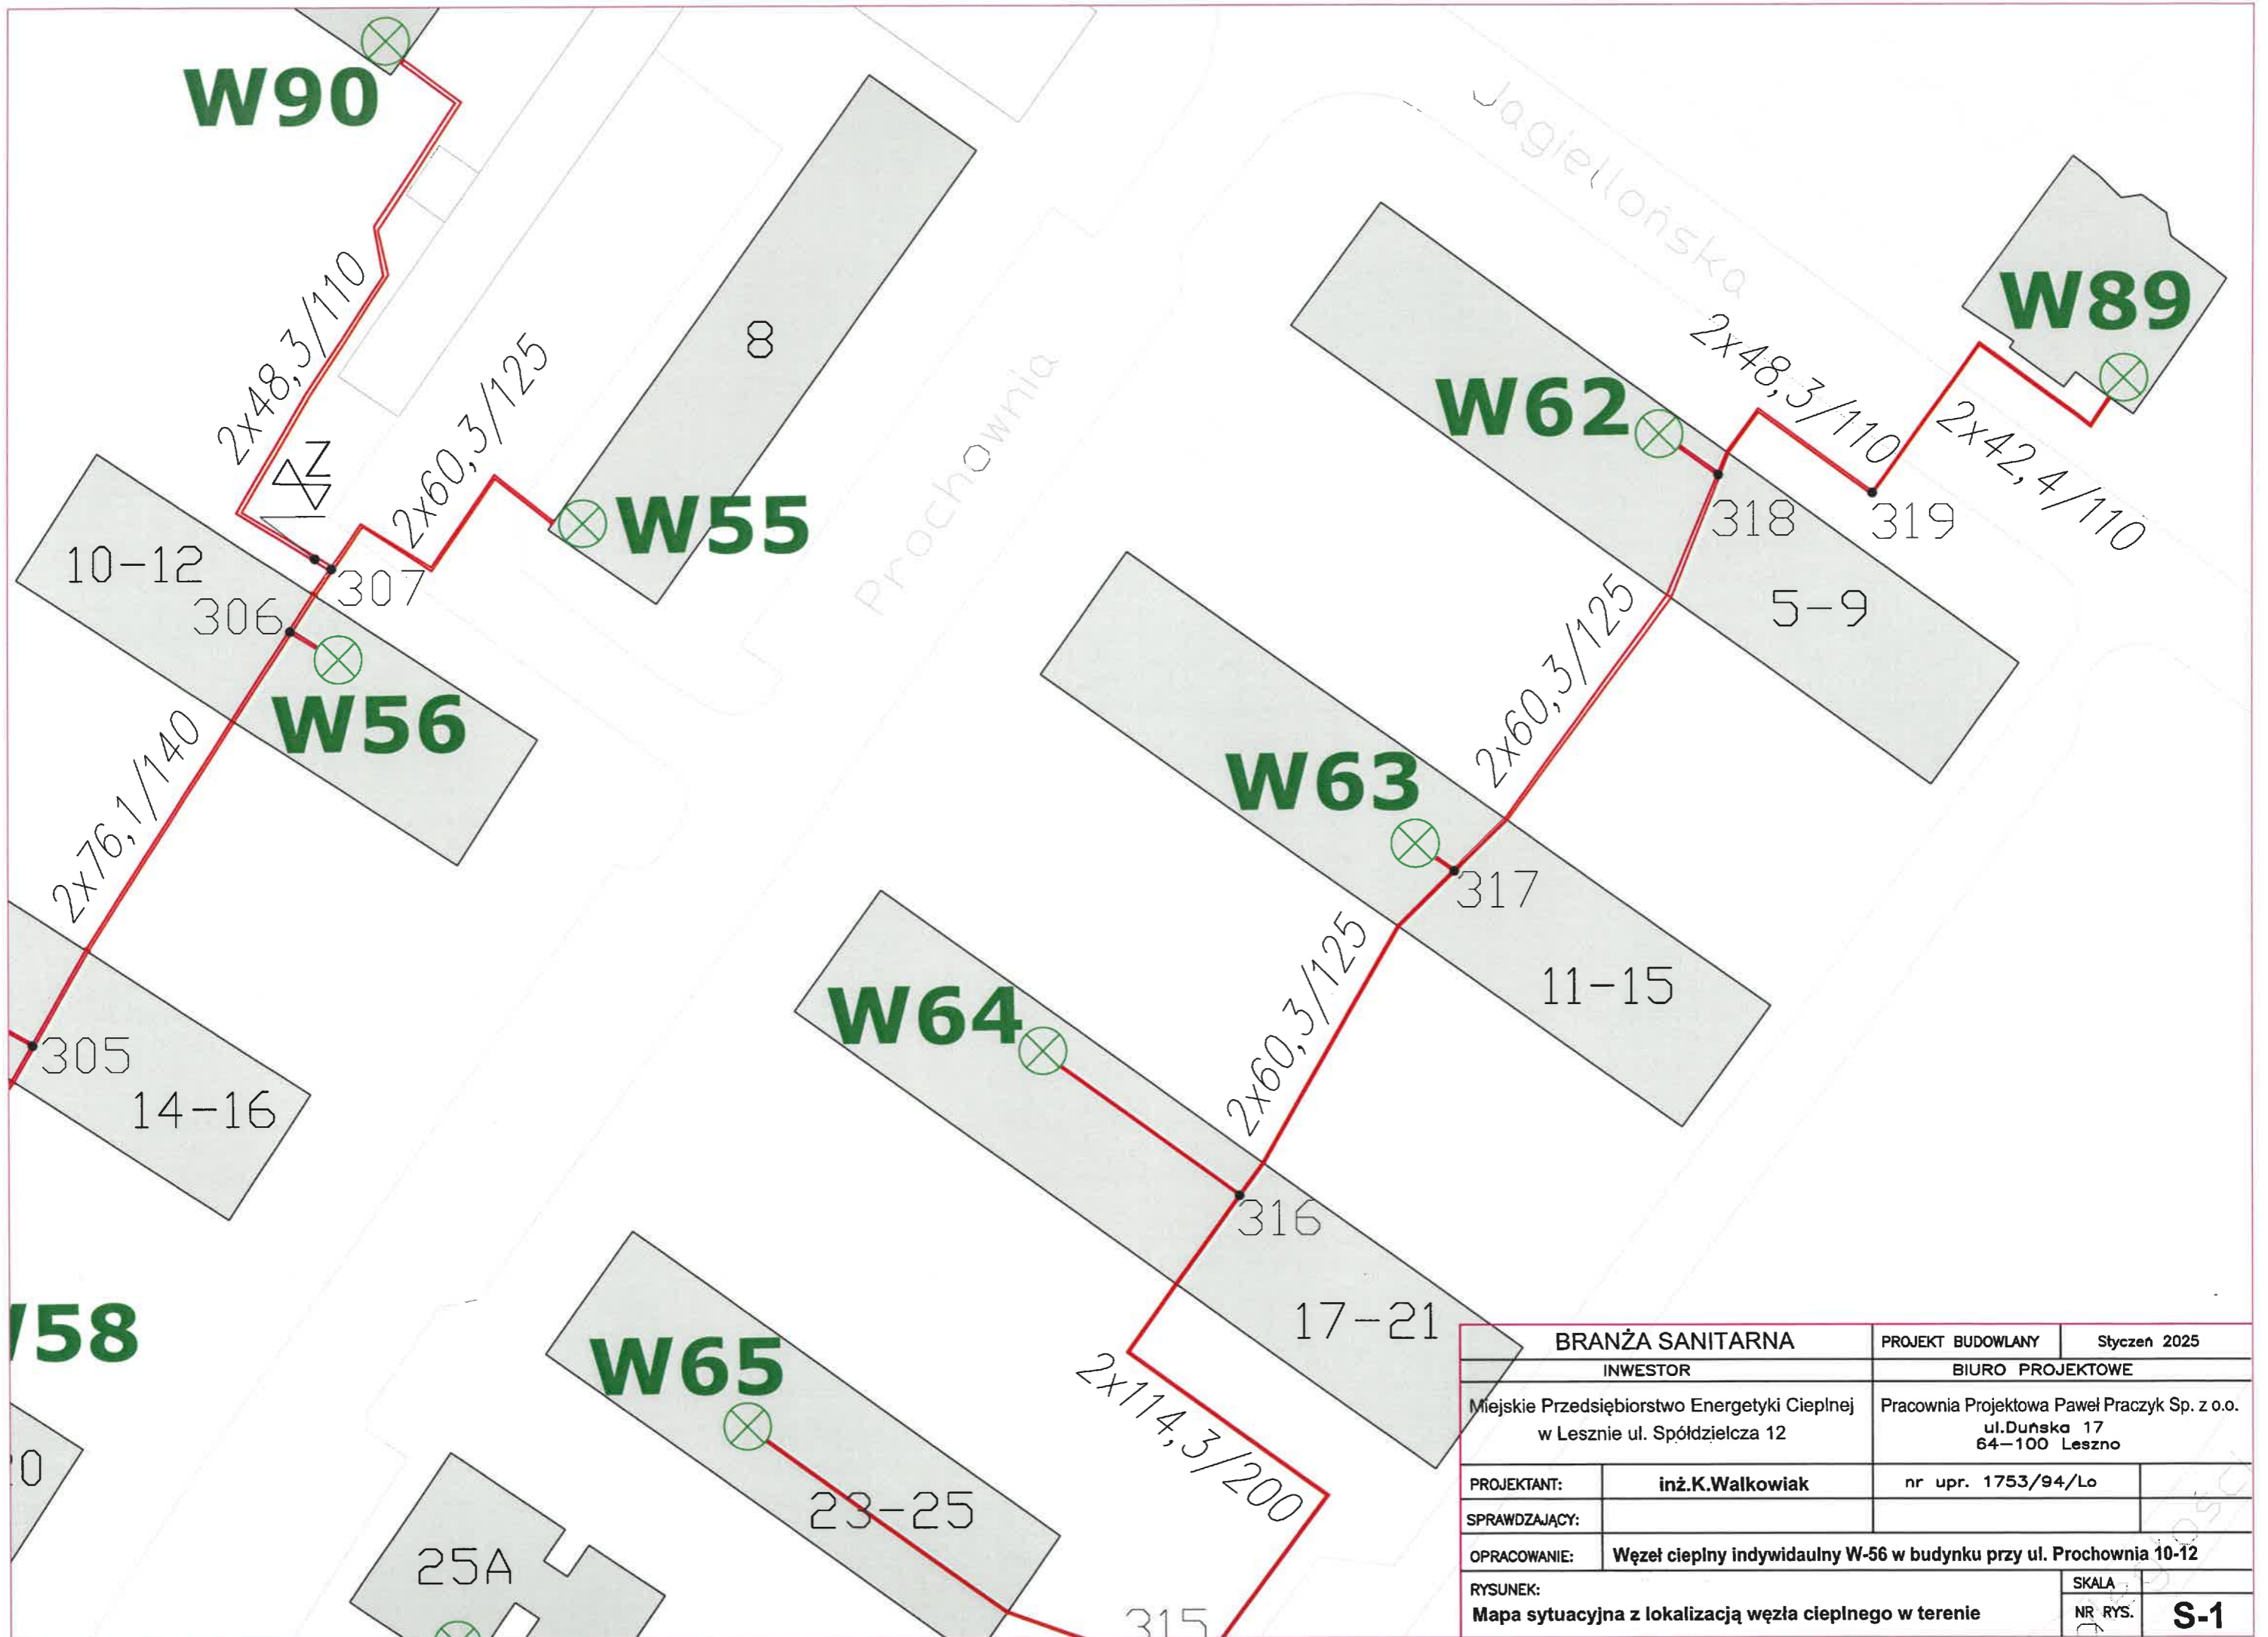 W90
Jagiellońska
W89
2x48,3/110
8
2x60,3/125
2x48,3/110
W62
2x42,4/110
Prochownia
W55
318
319
10-12
307
306
5-9
W56
2x60,3/125
2x76,1/140
W63
317
11-15
W64
2x60,3/125
305
14-16
316
17-21
58
W65
2x114,3/200
0
23-25
25A
315
BRANŻA SANITARNA
PROJEKT BUDOWLANY
Styczeń 2025
INWESTOR
BIURO PROJEKTOWE
Miejskie Przedsiębiorstwo Energetyki Cieplnej
w Lesznie ul. Spółdzielcza 12
Pracownia Projektowa Paweł Praczyk Sp. z o.o.
ul.Duńska 17
64-100 Leszno
PROJEKTANT:
inż.K.Walkowiak
nr upr. 1753/94/Lo
SPRAWDZAJĄCY:
OPRACOWANIE:
Węzeł cieplny indywidaulny W-56 w budynku przy ul. Prochownia 10-12
RYSUNEK:
Mapa sytuacyjna z lokalizacją węzła cieplnego w terenie
SKALA
NR RYS.
S-1